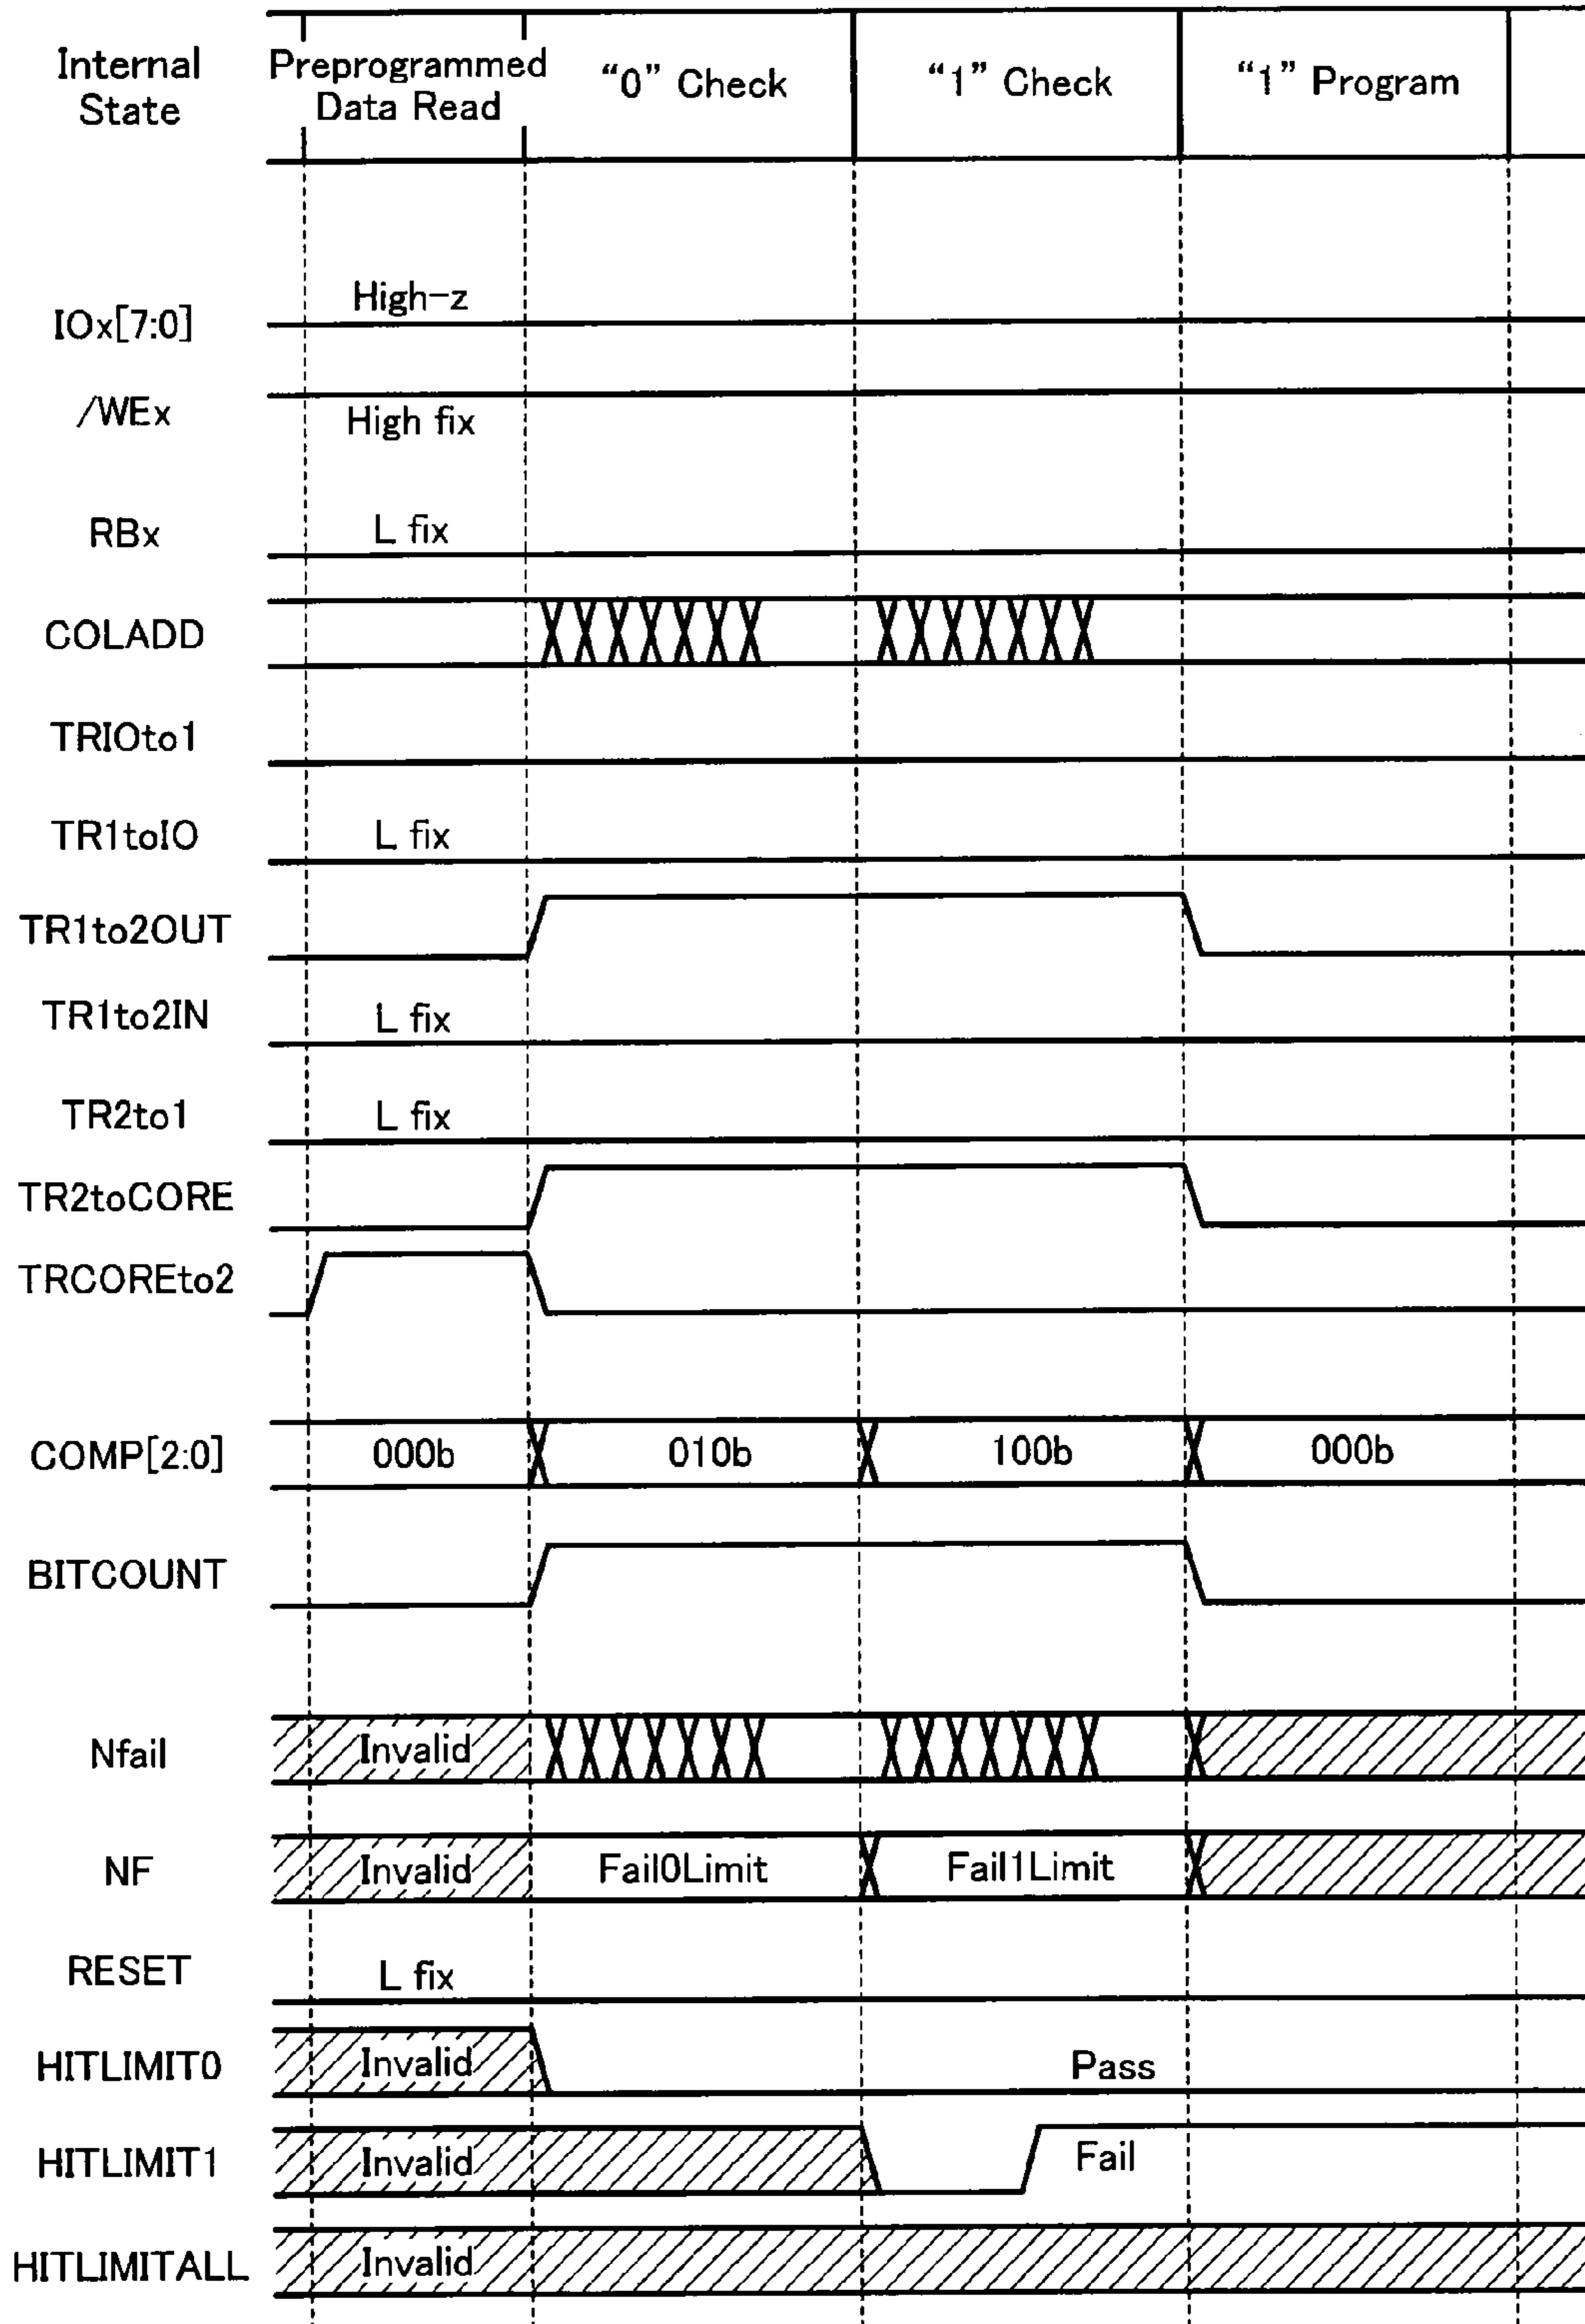 Internal
State
Preprogrammed
Data Read
“0” Check
“1” Check
“1” Program
IOx[7:0]
High-z
/WEx
High fix
RBx
L fix
COLADD
TRIOto1
TR1toIO
L fix
TR1to2OUT
TR1to2IN
L fix
TR2to1
L fix
TR2toCORE
TRCOREto2
COMP[2:0]
000b
010b
100b
000b
BITCOUNT
Nfail
Invalid
NF
Invalid
Fail0Limit
Fail1Limit
RESET
L fix
HITLIMIT0
Invalid
Pass
HITLIMIT1
Invalid
Fail
HITLIMITALL
Invalid